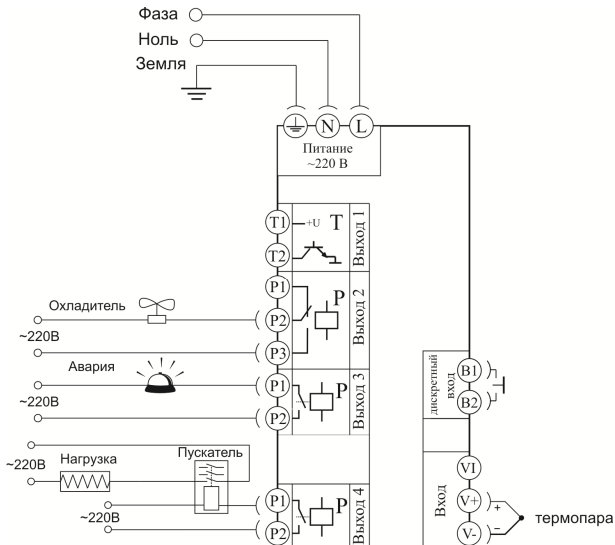 Фаза
Ноль
Земля
N
L
Питание
~220 В
T1
+U
T
T2
Выход 1
P1
P
Выход 2
Охладитель
P2
~220В
P3
Авария
P1
P
Выход 3
~220В
P2
дискретный
вход
B1
B2
Пускатель
Нагрузка
~220В
P1
P
Выход 4
~220В
P2
Вход
VI
V+
+
термопара
V-
−